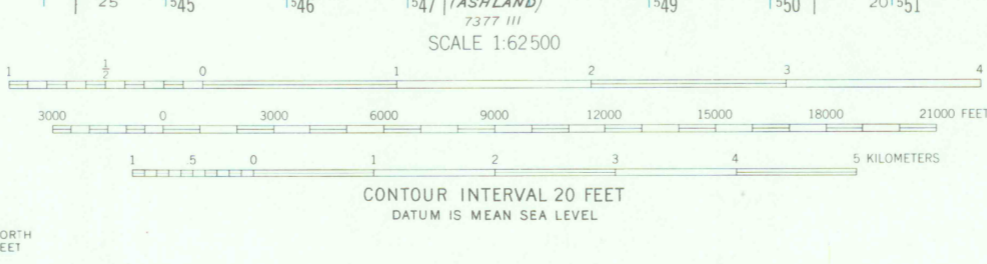 25 1545 1546 1547 (ASHLAND) 1549 1550 20 1551
7377 III
SCALE 1:62500
1 ½ 0 1 2 3 4
3000 0 3000 6000 9000 12000 15000 18000 21000 FEET
1 .5 0 1 2 3 4 5 KILOMETERS
CONTOUR INTERVAL 20 FEET
DATUM IS MEAN SEA LEVEL
ORTH
EET